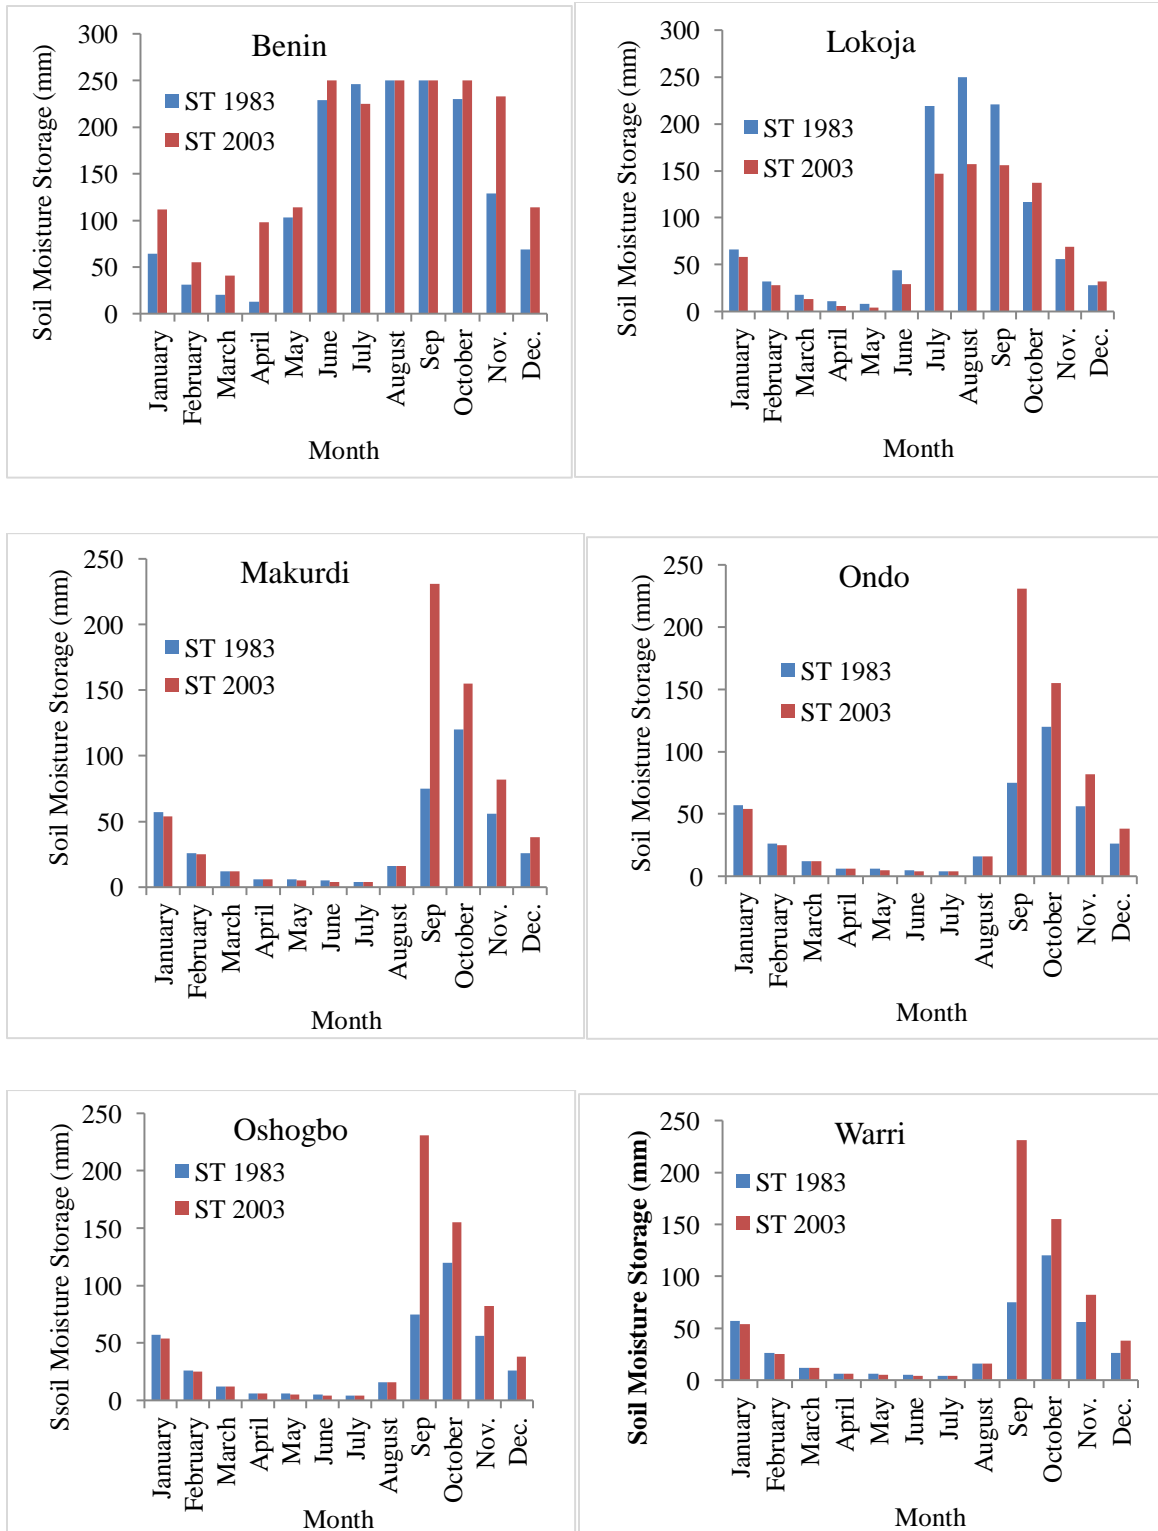 Benin
Soil Moisture Storage (mm)
300
250
200
150
100
50
0
ST 1983
ST 2003
January
February
March
April
May
June
July
August
Sep
October
Nov.
Dec.
Month
Lokoja
Soil Moisture Storage (mm)
300
250
200
150
100
50
0
ST 1983
ST 2003
January
February
March
April
May
June
July
August
Sep
October
Nov.
Dec.
Month
Makurdi
Soil Moisture Storage (mm)
250
200
150
100
50
0
ST 1983
ST 2003
January
February
March
April
May
June
July
August
Sep
October
Nov.
Dec.
Month
Ondo
Soil Moisture Storage (mm)
250
200
150
100
50
0
ST 1983
ST 2003
January
February
March
April
May
June
July
August
Sep
October
Nov.
Dec.
Month
Oshogbo
Ssoil Moisture Storage (mm)
250
200
150
100
50
0
ST 1983
ST 2003
January
February
March
April
May
June
July
August
Sep
October
Nov.
Dec.
Month
Warri
Soil Moisture Storage (mm)
250
200
150
100
50
0
ST 1983
ST 2003
January
February
March
April
May
June
July
August
Sep
October
Nov.
Dec.
Month